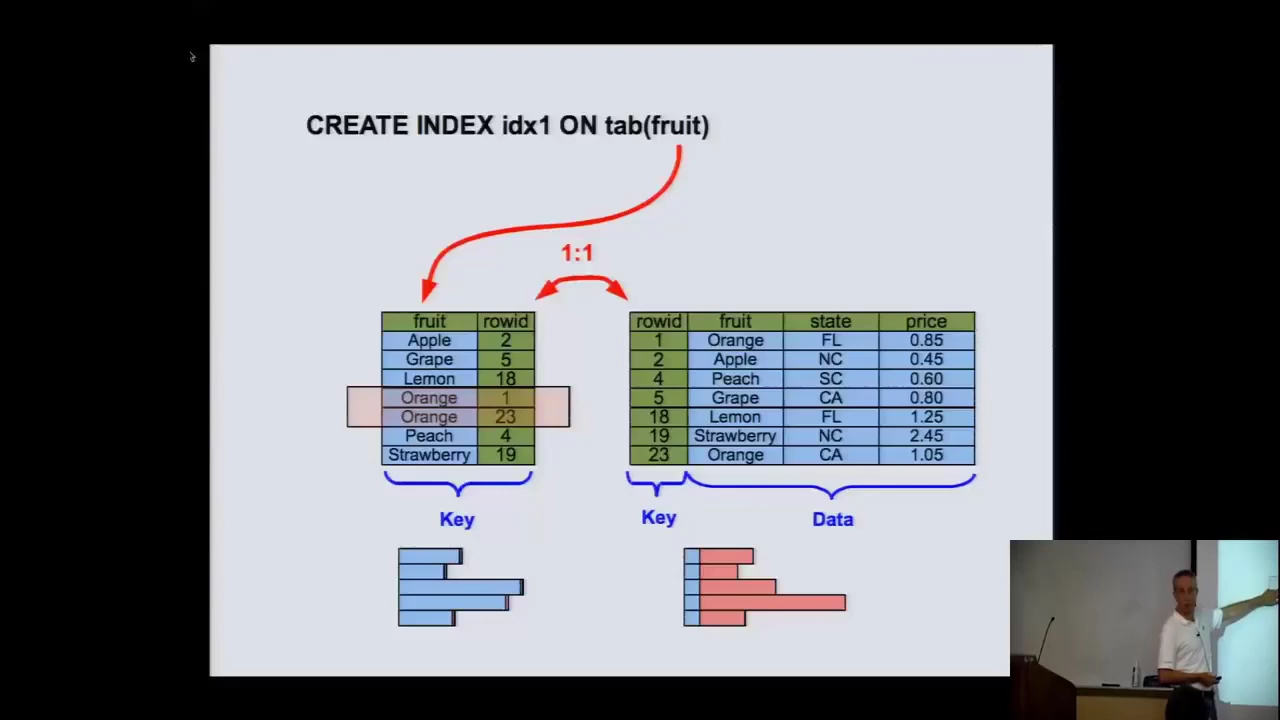 CREATE INDEX idx1 ON tab(fruit)
1:1
fruit rowid
Apple 2
Grape 5
Lemon 18
Orange 1
Orange 23
Peach 4
Strawberry 19
Key
rowid fruit state price
1 Orange FL 0.85
2 Apple NC 0.45
4 Peach SC 0.60
5 Grape CA 0.80
18 Lemon FL 1.25
19 Strawberry NC 2.45
23 Orange CA 1.05
Key Data